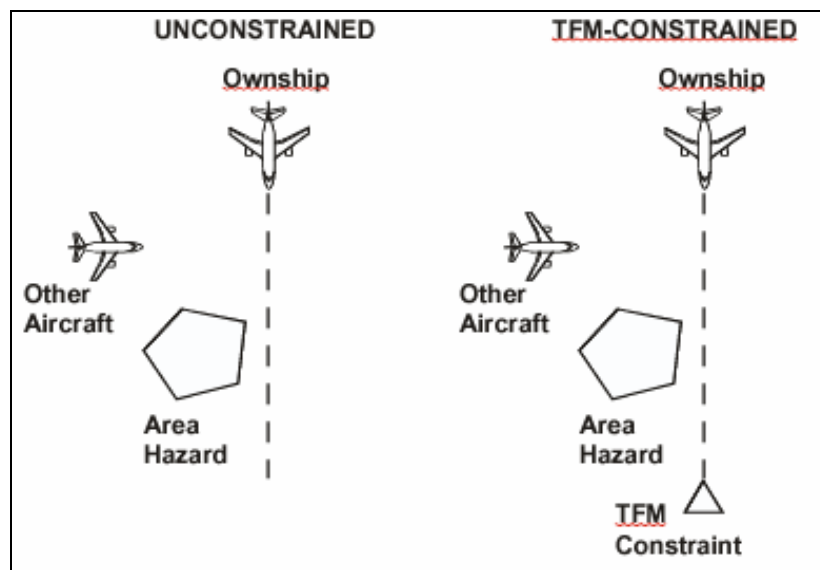 UNCONSTRAINED
Ownship
Other
Aircraft
Area
Hazard
TFM-CONSTRAINED
Ownship
Other
Aircraft
Area
Hazard
TFM
Constraint